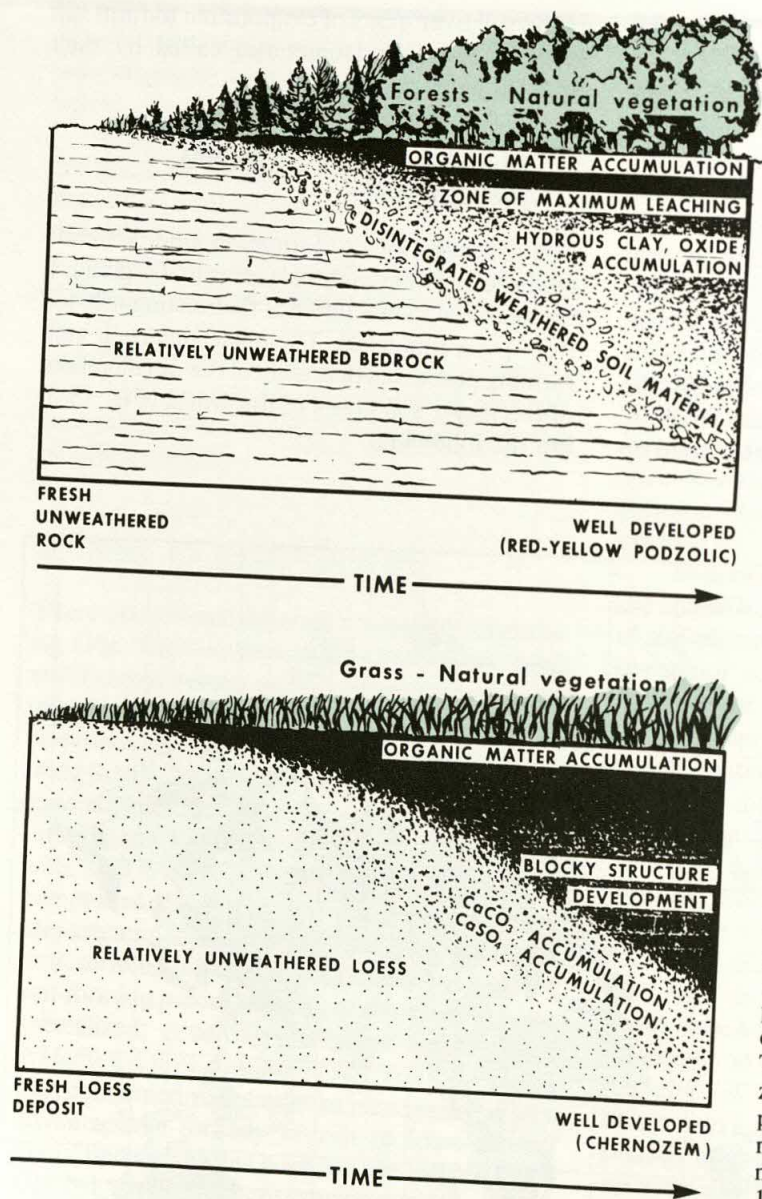 Forests - Natural vegetation
ORGANIC MATTER ACCUMULATION
ZONE OF MAXIMUM LEACHING
HYDROUS CLAY, OXIDE
ACCUMULATION
DISINTEGRATED WEATHERED SOIL MATERIAL
RELATIVELY UNWEATHERED BEDROCK
FRESH
UNWEATHERED
ROCK
WELL DEVELOPED
(RED-YELLOW PODZOLIC)
TIME
Grass - Natural vegetation
ORGANIC MATTER ACCUMULATION
BLOCKY STRUCTURE
DEVELOPMENT
CaCO₃ ACCUMULATION
CaSO₄ ACCUMULATION
RELATIVELY UNWEATHERED LOESS
FRESH LOESS
DEPOSIT
WELL DEVELOPED
(CHERNOZEM)
TIME